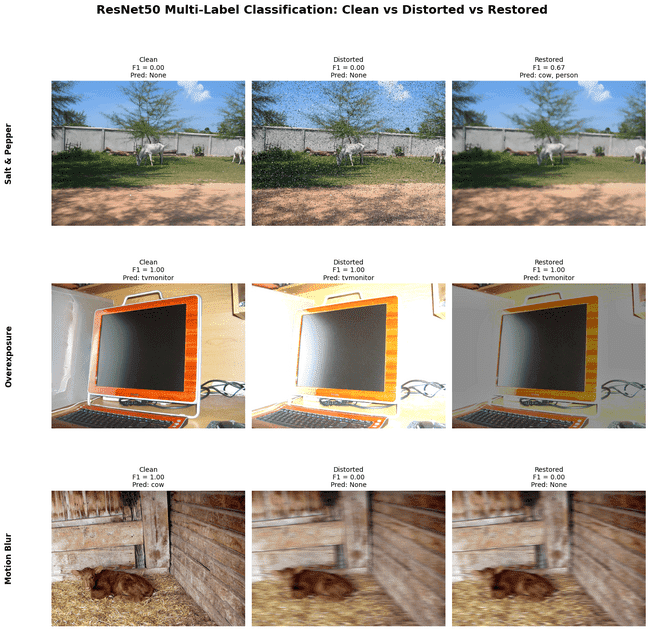 ResNet50 Multi-Label Classification: Clean vs Distorted vs Restored
Salt & Pepper
Clean
F1 = 0.00
Pred: None
Distorted
F1 = 0.00
Pred: None
Restored
F1 = 0.67
Pred: cow, person
Overexposure
Clean
F1 = 1.00
Pred: tvmonitor
Distorted
F1 = 1.00
Pred: tvmonitor
Restored
F1 = 1.00
Pred: tvmonitor
Motion Blur
Clean
F1 = 1.00
Pred: cow
Distorted
F1 = 0.00
Pred: None
Restored
F1 = 0.00
Pred: None